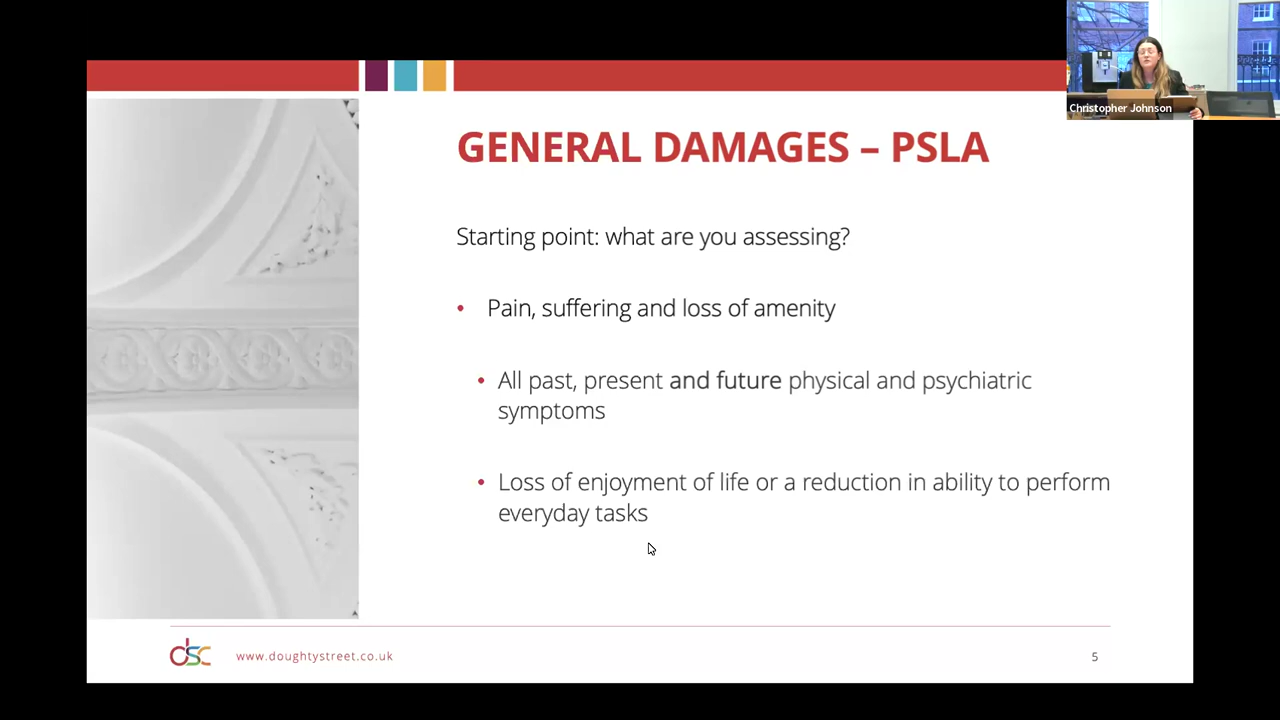 Christopher Johnson
GENERAL DAMAGES – PSLA
Starting point: what are you assessing?
• Pain, suffering and loss of amenity
• All past, present and future physical and psychiatric
symptoms
• Loss of enjoyment of life or a reduction in ability to perform
everyday tasks
dsc
www.doughtystreet.co.uk
5